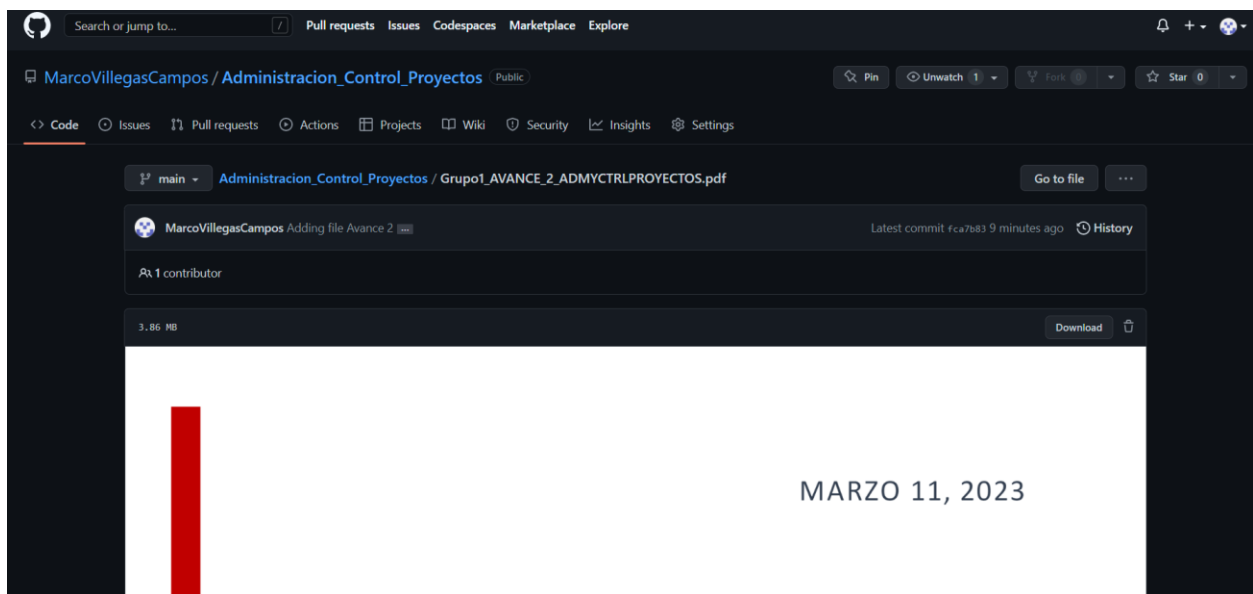 Search or jump to... / Pull requests Issues Codespaces Marketplace Explore
MarcoVillegasCampos / Administracion_Control_Proyectos Public Pin Unwatch 1 Fork 0 Star 0
Code Issues Pull requests Actions Projects Wiki Security Insights Settings
main Administracion_Control_Proyectos / Grupo1_AVANCE_2_ADMYCTRLPROYECTOS.pdf Go to file ...
MarcoVillegasCampos Adding file Avance 2 ... Latest commit fca7b83 9 minutes ago History
1 contributor
3.86 MB Download
MARZO 11, 2023